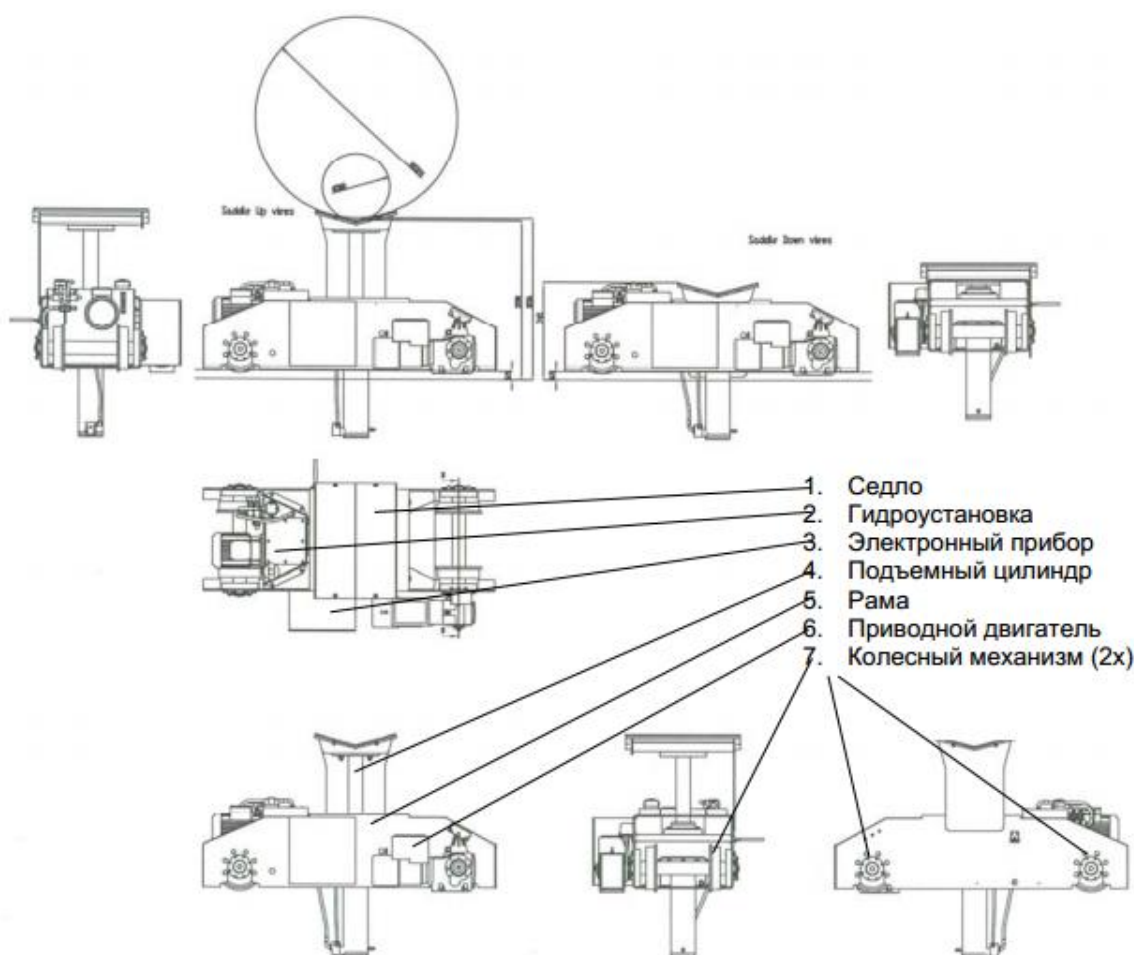 Saddle Up views
Saddle Down views
1. Седло
2. Гидроустановка
3. Электронный прибор
4. Подъемный цилиндр
5. Рама
6. Приводной двигатель
7. Колесный механизм (2x)